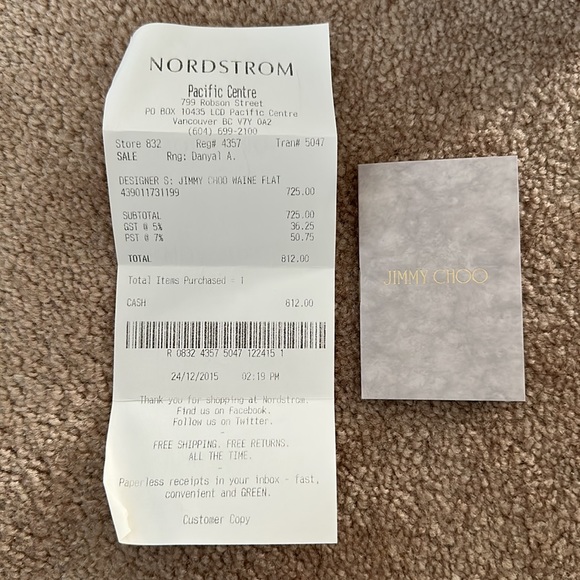 NORDSTROM
Pacific Centre
799 Robson Street
PO BOX 10435 LCD Pacific Centre
Vancouver BC V7Y 0A2
(604) 699-2100
Store 832 Reg# 4357 Tran# 5047
SALE Rng: Danyal A.
DESIGNER S: JIMMY CHOO WAINE FLAT
439011731199 725.00
SUBTOTAL 725.00
GST @ 5% 36.25
PST @ 7% 50.75
TOTAL 812.00
Total Items Purchased = 1
CASH 812.00
R 0832 4357 5047 122415 1
24/12/2015 02:19 PM
Thank you for shopping at Nordstrom.
Find us on Facebook.
Follow us on Twitter.
-
FREE SHIPPING. FREE RETURNS.
ALL THE TIME.
-
Paperless receipts in your inbox - fast,
convenient and GREEN.
Customer Copy
JIMMY CHOO